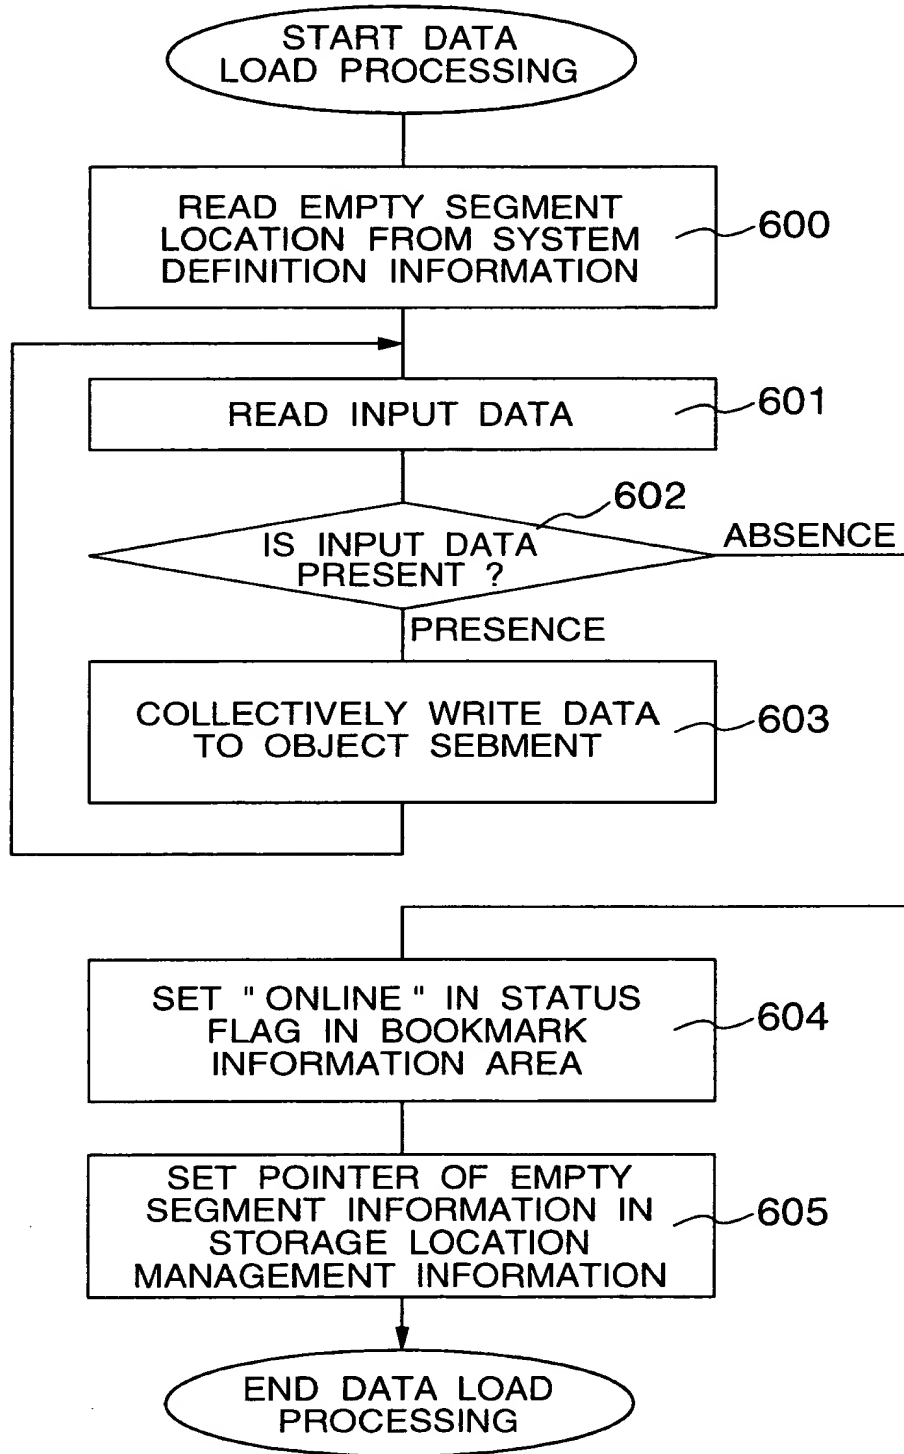 START DATA
LOAD PROCESSING
READ EMPTY SEGMENT
LOCATION FROM SYSTEM
DEFINITION INFORMATION
600
READ INPUT DATA
601
602
IS INPUT DATA
PRESENT ?
ABSENCE
PRESENCE
COLLECTIVELY WRITE DATA
TO OBJECT SEBMENT
603
SET "ONLINE" IN STATUS
FLAG IN BOOKMARK
INFORMATION AREA
604
SET POINTER OF EMPTY
SEGMENT INFORMATION IN
STORAGE LOCATION
MANAGEMENT INFORMATION
605
END DATA LOAD
PROCESSING